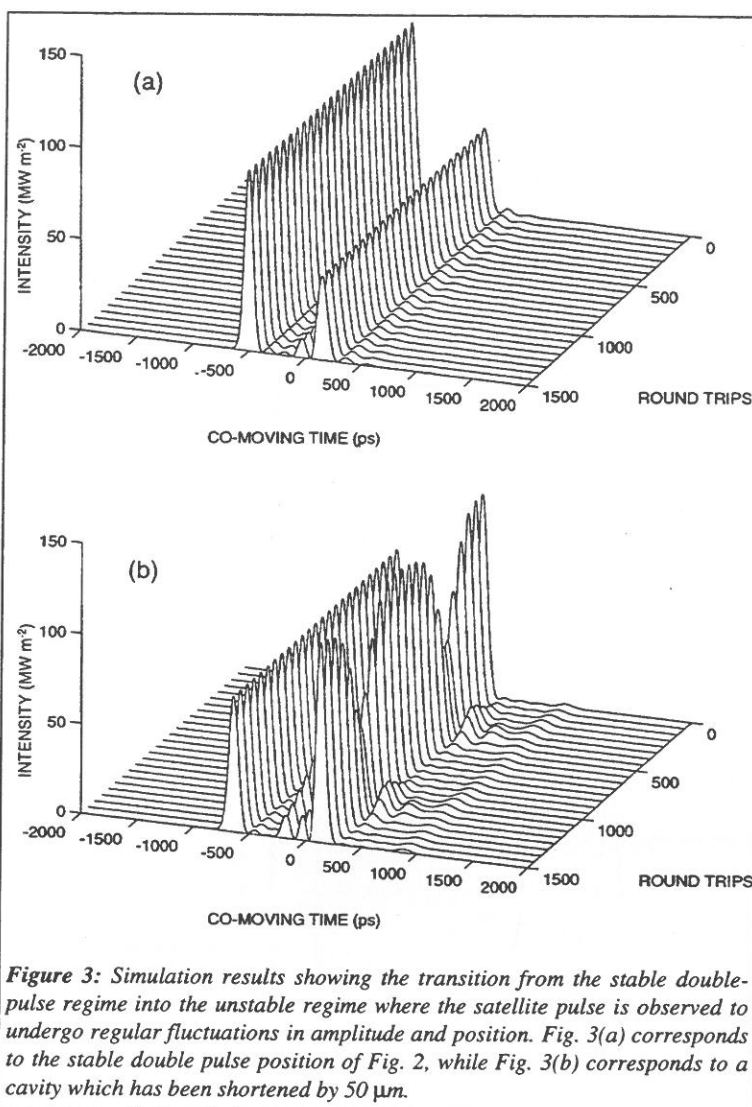 (a)
INTENSITY (MW m-2)
150
100
50
0
-2000
-1500
-1000
-500
0
500
1000
1500
2000
0
500
1000
1500
ROUND TRIPS
CO-MOVING TIME (ps)
(b)
INTENSITY (MW m-2)
150
100
50
0
-2000
-1500
-1000
-500
0
500
1000
1500
2000
0
500
1000
1500
ROUND TRIPS
CO-MOVING TIME (ps)
Figure 3: Simulation results showing the transition from the stable double-
pulse regime into the unstable regime where the satellite pulse is observed to
undergo regular fluctuations in amplitude and position. Fig. 3(a) corresponds
to the stable double pulse position of Fig. 2, while Fig. 3(b) corresponds to a
cavity which has been shortened by 50 μm.